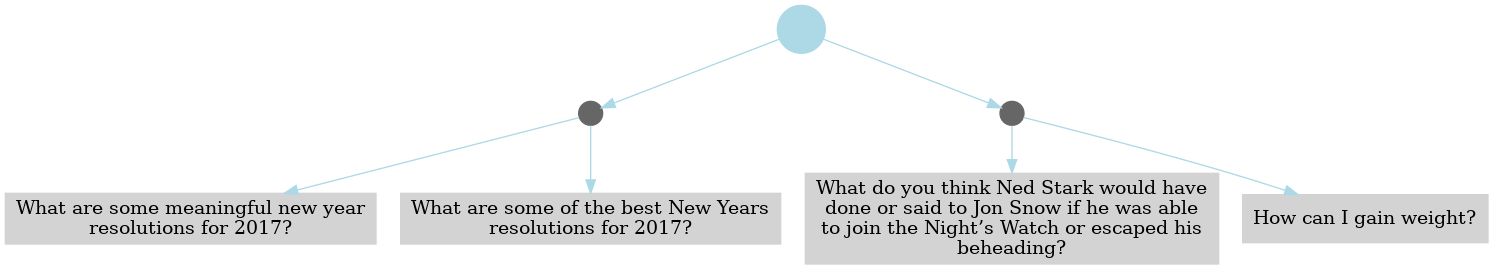 What are some meaningful new year
resolutions for 2017?
What are some of the best New Years
resolutions for 2017?
What do you think Ned Stark would have
done or said to Jon Snow if he was able
to join the Night’s Watch or escaped his
beheading?
How can I gain weight?